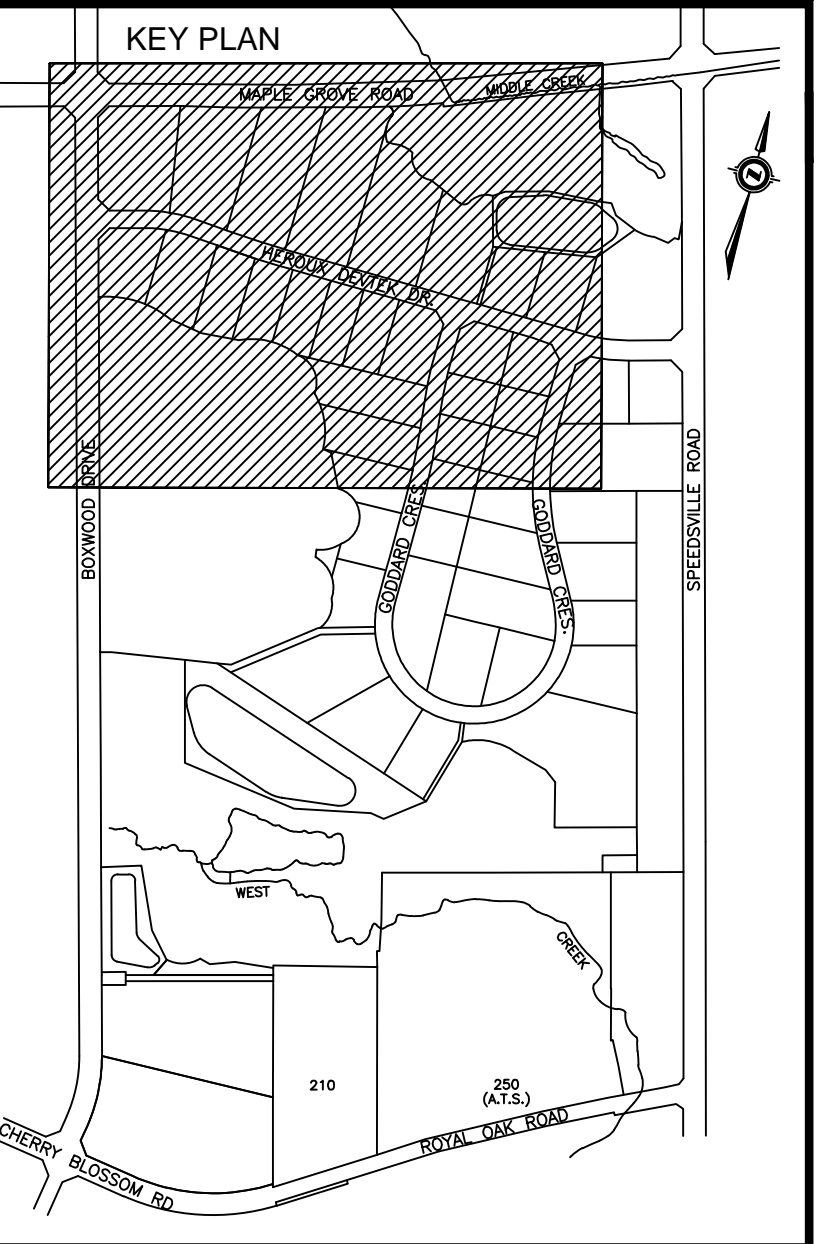 KEY PLAN
MAPLE GROVE ROAD
MIDDLE CREEK
HEROUX DEVTEK DR.
BOXWOOD DRIVE
SPEEDSVILLE ROAD
GODDARD CRES.
GODDARD CRES.
WEST
CREEK
210
250
(A.T.S.)
ROYAL OAK ROAD
CHERRY BLOSSOM RD
N